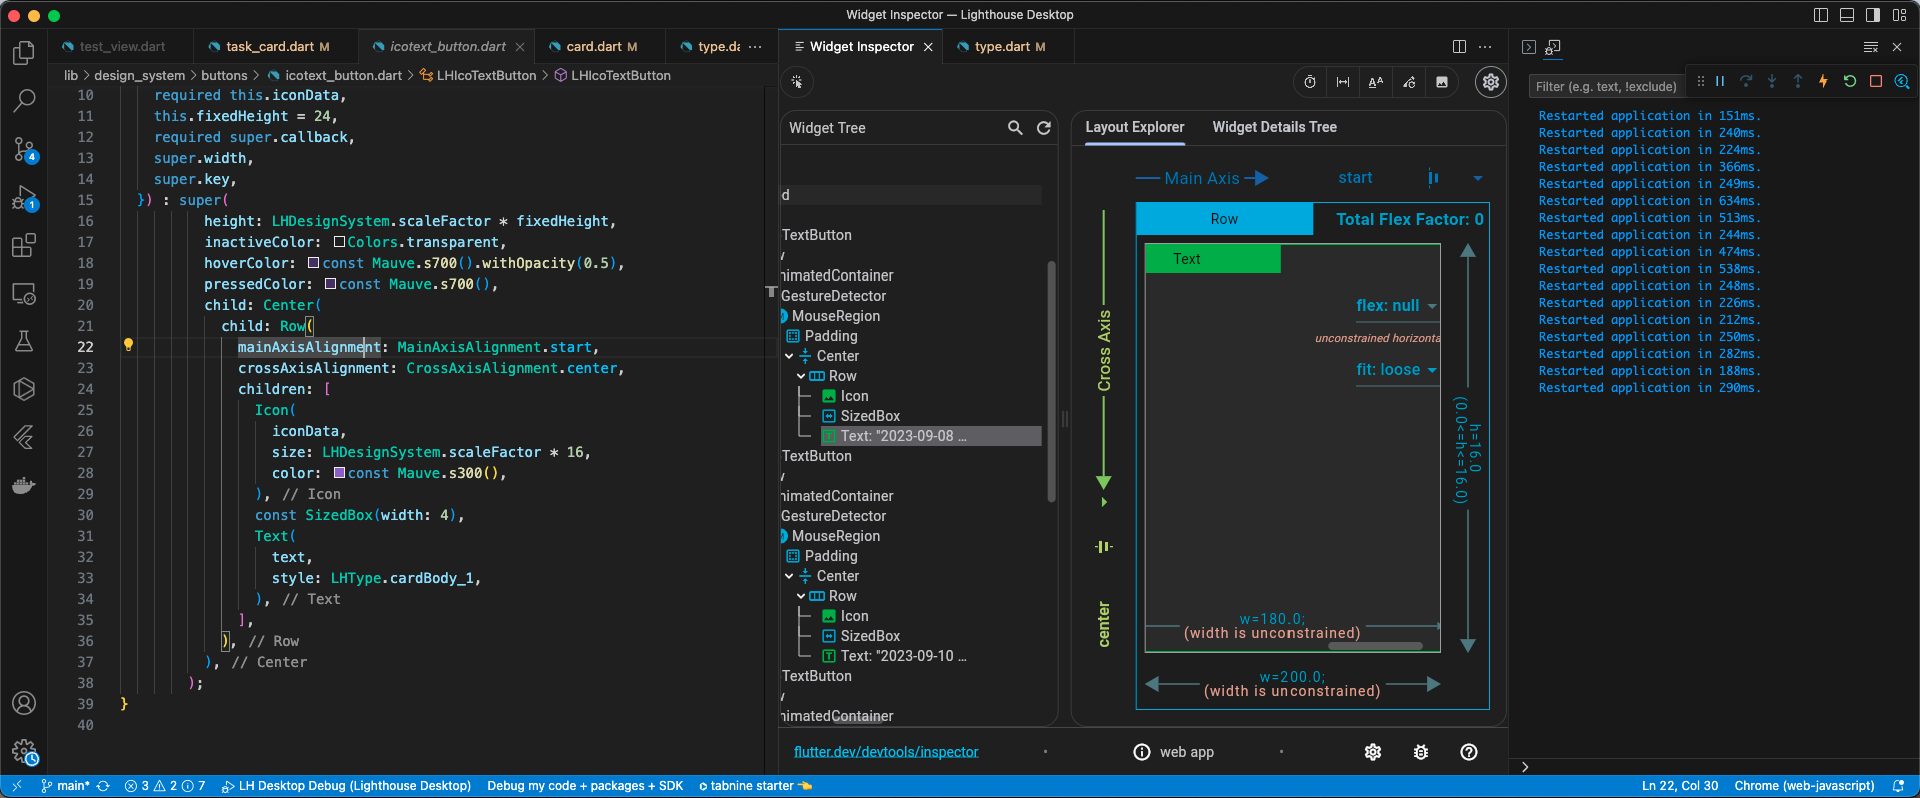 Widget Inspector — Lighthouse Desktop
test_view.dart
task_card.dart M
icotext_button.dart
card.dart M
type.da
lib > design_system > buttons > icotext_button.dart > LHIcoTextButton > LHIcoTextButton
10 required this.iconData,
11 this.fixedHeight = 24,
12 required super.callback,
13 super.width,
14 super.key,
15 }) : super(
16 height: LHDesignSystem.scaleFactor * fixedHeight,
17 inactiveColor: Colors.transparent,
18 hoverColor: const Mauve.s700().withOpacity(0.5),
19 pressedColor: const Mauve.s700(),
20 child: Center(
21 child: Row(
22 mainAxisAlignment: MainAxisAlignment.start,
23 crossAxisAlignment: CrossAxisAlignment.center,
24 children: [
25 Icon(
26 iconData,
27 size: LHDesignSystem.scaleFactor * 16,
28 color: const Mauve.s300(),
29 ), // Icon
30 const SizedBox(width: 4),
31 Text(
32 text,
33 style: LHType.cardBody_1,
34 ), // Text
35 ],
36 ), // Row
37 ), // Center
38 );
39 }
40
4
1
Widget Inspector
type.dart M
Widget Tree
d
TextButton
nimatedContainer
GestureDetector
MouseRegion
Padding
Center
Row
Icon
SizedBox
Text: "2023-09-08 ...
TextButton
nimatedContainer
GestureDetector
MouseRegion
Padding
Center
Row
Icon
SizedBox
Text: "2023-09-10 ...
TextButton
nimatedContainer
Layout Explorer
Widget Details Tree
Main Axis
start
Row
Total Flex Factor: 0
Text
flex: null
unconstrained horizonta
fit: loose
Cross Axis
center
h=16.0
(0.0<=h<=16.0)
w=180.0;
(width is unconstrained)
w=200.0;
(width is unconstrained)
flutter.dev/devtools/inspector
web app
Filter (e.g. text, !exclude)
Restarted application in 151ms.
Restarted application in 240ms.
Restarted application in 224ms.
Restarted application in 366ms.
Restarted application in 249ms.
Restarted application in 634ms.
Restarted application in 513ms.
Restarted application in 244ms.
Restarted application in 474ms.
Restarted application in 538ms.
Restarted application in 248ms.
Restarted application in 226ms.
Restarted application in 212ms.
Restarted application in 250ms.
Restarted application in 282ms.
Restarted application in 188ms.
Restarted application in 290ms.
main* 3 2 7 LH Desktop Debug (Lighthouse Desktop) Debug my code + packages + SDK tabnine starter Ln 22, Col 30 Chrome (web-javascript)